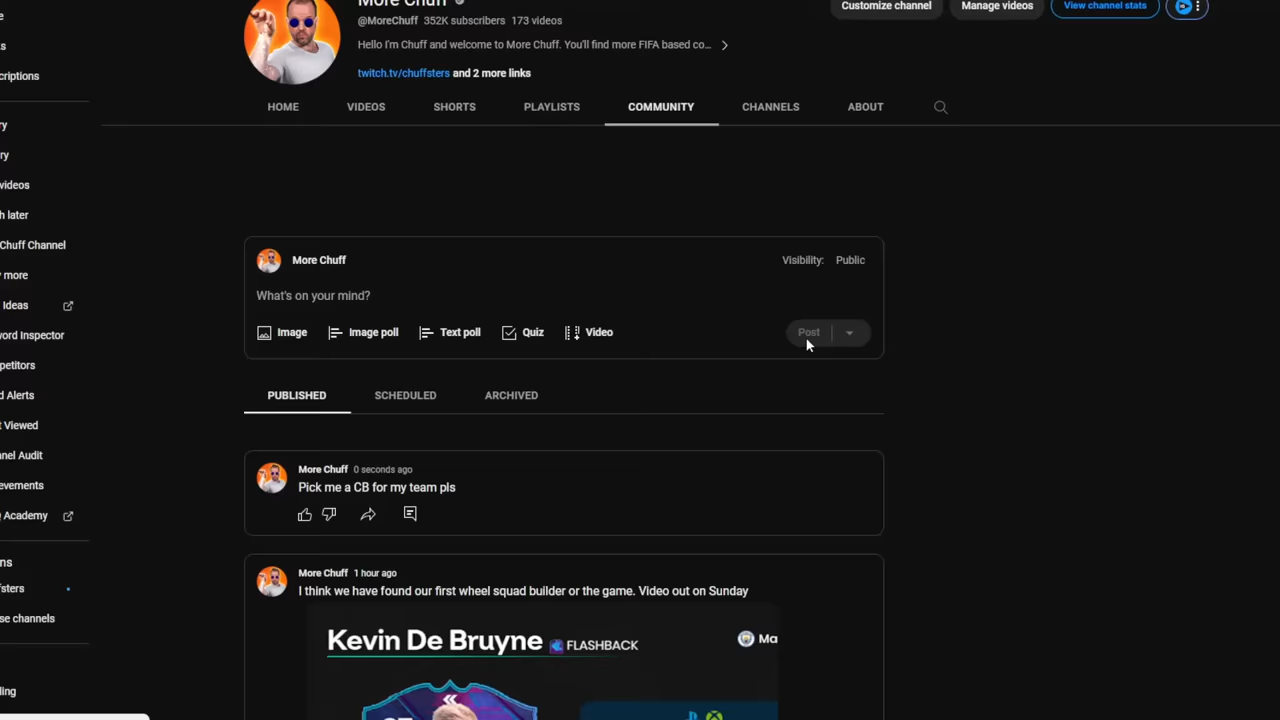 More Chuff
Customize channel
Manage videos
View channel stats
@MoreChuff 352K subscribers 173 videos
Hello I'm Chuff and welcome to More Chuff. You'll find more FIFA based co...
twitch.tv/chuffsters and 2 more links
HOME
VIDEOS
SHORTS
PLAYLISTS
COMMUNITY
CHANNELS
ABOUT
e
s
criptions
ry
ry
videos
h later
Chuff Channel
more
Ideas
ord Inspector
petitors
d Alerts
t Viewed
nel Audit
evements
Academy
ns
sters
se channels
ing
More Chuff
Visibility: Public
What's on your mind?
Image
Image poll
Text poll
Quiz
Video
Post
PUBLISHED
SCHEDULED
ARCHIVED
More Chuff 0 seconds ago
Pick me a CB for my team pls
More Chuff 1 hour ago
I think we have found our first wheel squad builder or the game. Video out on Sunday
Kevin De Bruyne FLASHBACK
Ma